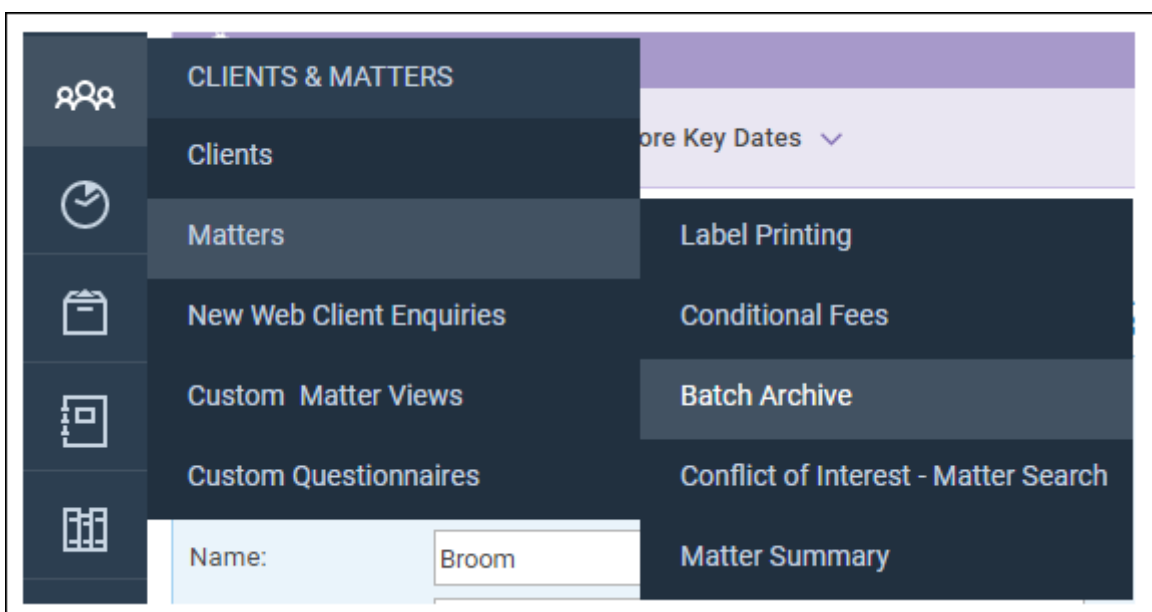 CLIENTS & MATTERS
Clients
ore Key Dates
Matters
Label Printing
New Web Client Enquiries
Conditional Fees
Custom  Matter Views
Batch Archive
Custom Questionnaires
Conflict of Interest - Matter Search
Name:
Broom
Matter Summary